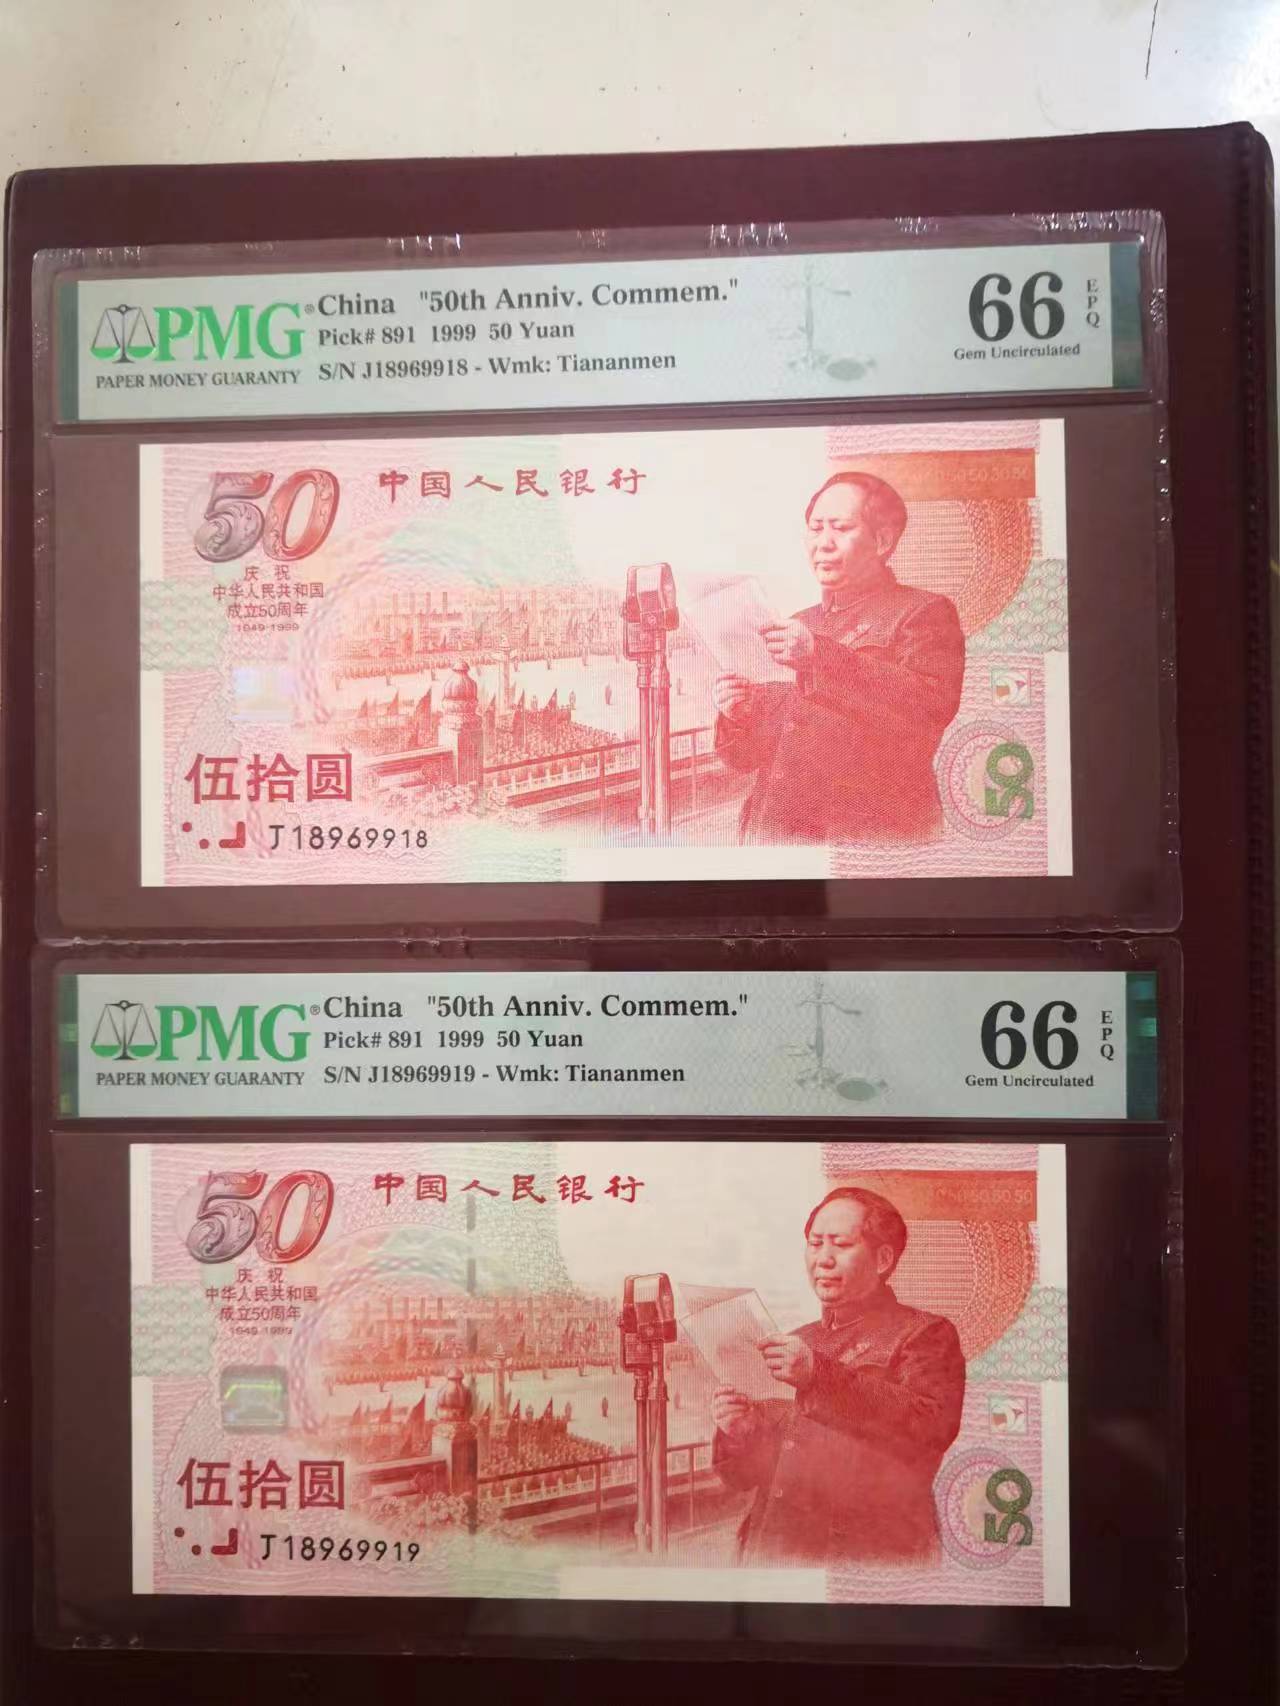 PMG® China "50th Anniv. Commem."
Pick# 891 1999 50 Yuan
PAPER MONEY GUARANTY S/N J18969918 - Wmk: Tiananmen
66 EPQ
Gem Uncirculated
50 中国人民银行
庆 祝
中华人民共和国
成立50周年
1949-1999
伍拾圆
J18969918
50
PMG® China "50th Anniv. Commem."
Pick# 891 1999 50 Yuan
PAPER MONEY GUARANTY S/N J18969919 - Wmk: Tiananmen
66 EPQ
Gem Uncirculated
50 中国人民银行
庆 祝
中华人民共和国
成立50周年
1949-1999
伍拾圆
J18969919
50